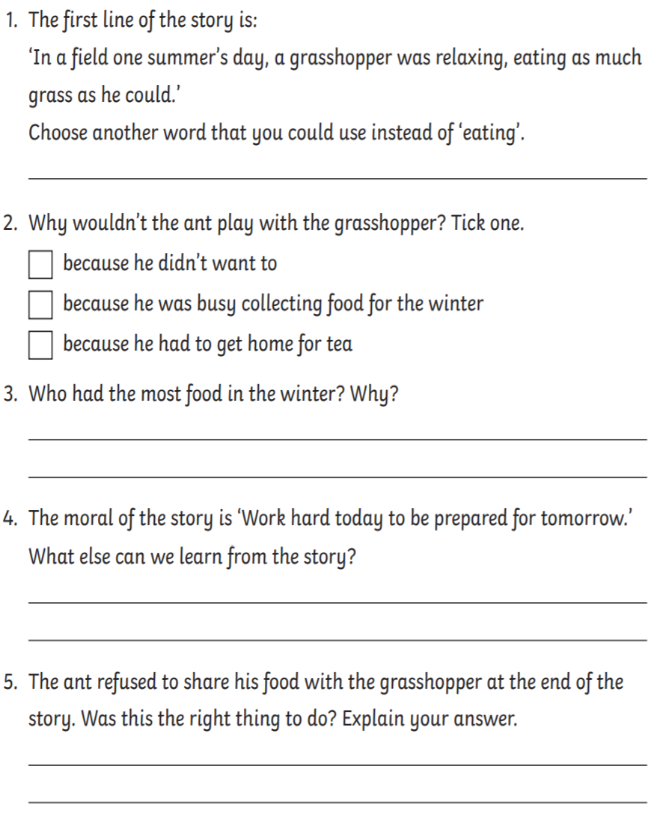 1. The first line of the story is:
‘In a field one summer’s day, a grasshopper was relaxing, eating as much
grass as he could.’
Choose another word that you could use instead of ‘eating’.
2. Why wouldn’t the ant play with the grasshopper? Tick one.
because he didn’t want to
because he was busy collecting food for the winter
because he had to get home for tea
3. Who had the most food in the winter? Why?
4. The moral of the story is ‘Work hard today to be prepared for tomorrow.’
What else can we learn from the story?
5. The ant refused to share his food with the grasshopper at the end of the
story. Was this the right thing to do? Explain your answer.